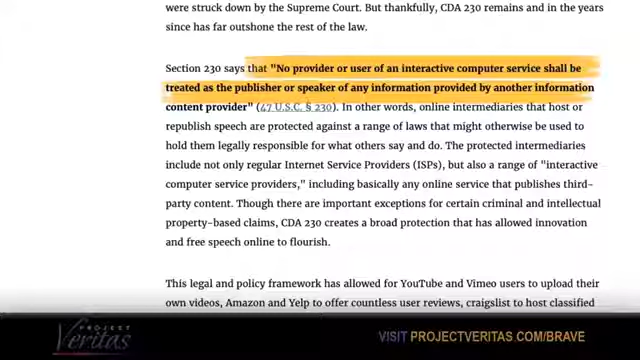 were struck down by the Supreme Court. But thankfully, CDA 230 remains and in the years
since has far outshone the rest of the law.
Section 230 says that "No provider or user of an interactive computer service shall be
treated as the publisher or speaker of any information provided by another information
content provider" (47 U.S.C. § 230). In other words, online intermediaries that host or
republish speech are protected against a range of laws that might otherwise be used to
hold them legally responsible for what others say and do. The protected intermediaries
include not only regular Internet Service Providers (ISPs), but also a range of "interactive
computer service providers," including basically any online service that publishes third-
party content. Though there are important exceptions for certain criminal and intellectual
property-based claims, CDA 230 creates a broad protection that has allowed innovation
and free speech online to flourish.
This legal and policy framework has allowed for YouTube and Vimeo users to upload their
own videos, Amazon and Yelp to offer countless user reviews, craigslist to host classified
PROJECT
Veritas
VISIT PROJECTVERITAS.COM/BRAVE